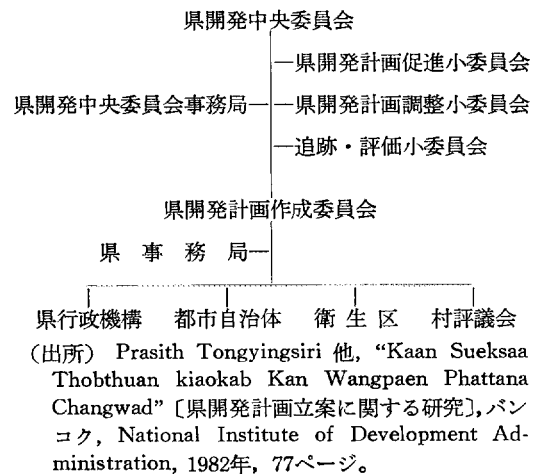 県開発中央委員会
県開発計画促進小委員会
県開発中央委員会事務局
県開発計画調整小委員会
追跡・評価小委員会
県開発計画作成委員会
県事務局
県行政機構 都市自治体 衛生区 村評議会
(出所) Prasith Tongyingsiri 他, “Kaan Sueksaa
Thobthuan kiaokab Kan Wangpaen Phattana
Changwad”〔県開発計画立案に関する研究〕, バン
コク, National Institute of Development Ad-
ministration, 1982年, 77ページ。